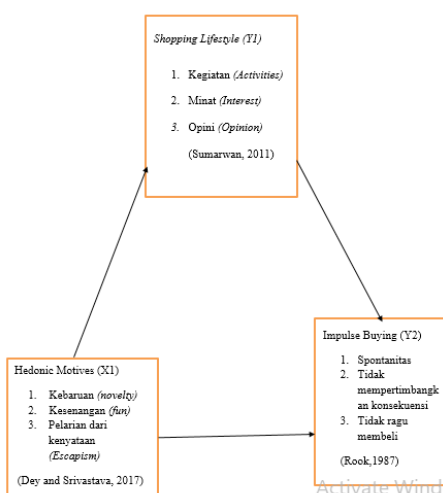 Shopping Lifestyle (Y1)
1. Kegiatan (Activities)
2. Minat (Interest)
3. Opini (Opinion)
(Sumarwan, 2011)
Hedonic Motives (X1)
1. Kebaruan (novelty)
2. Kesenangan (fun)
3. Pelarian dari
kenyataan
(Escapism)
(Dey and Srivastava, 2017)
Impulse Buying (Y2)
1. Spontanitas
2. Tidak
mempertimbangk
an konsekuensi
3. Tidak ragu
membeli
(Rook,1987)
Activate Wind